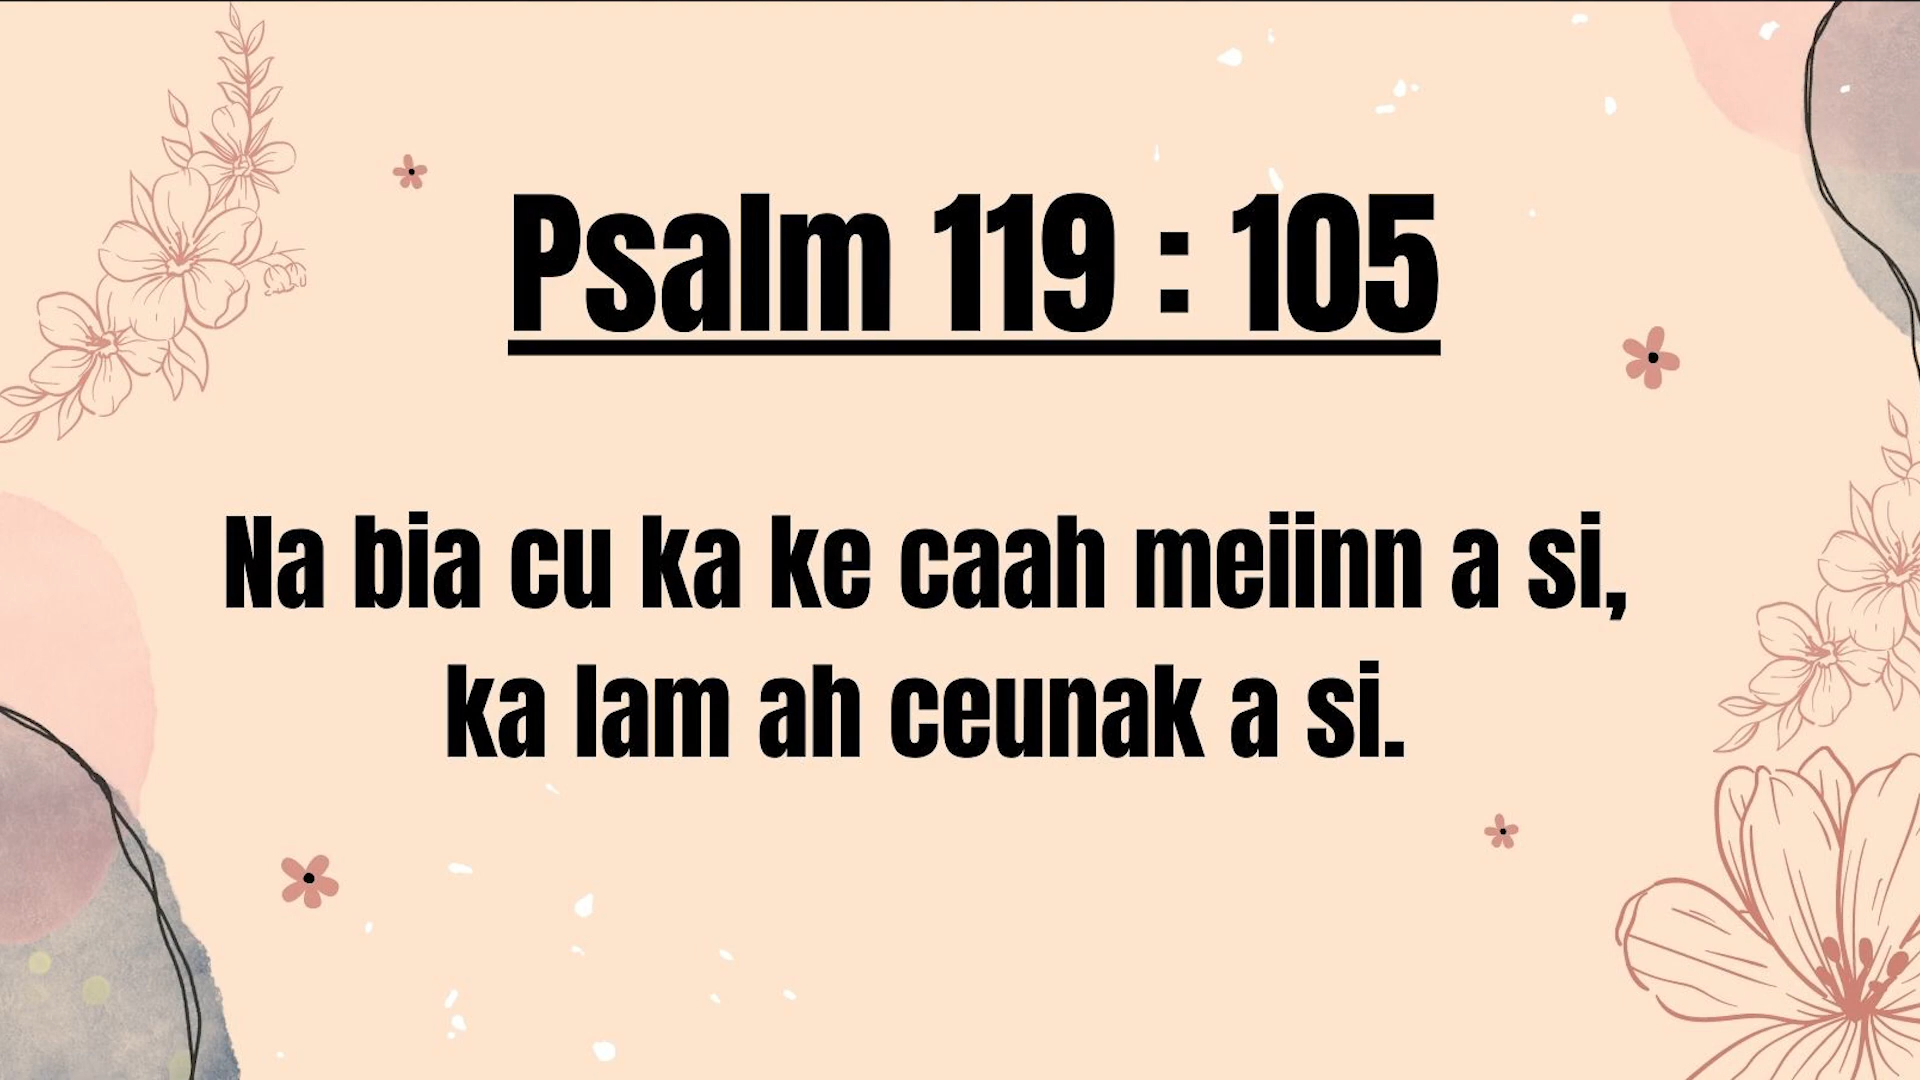 Psalm 119 : 105
Na bia cu ka ke caah meiinn a si,
ka lam ah ceunak a si.